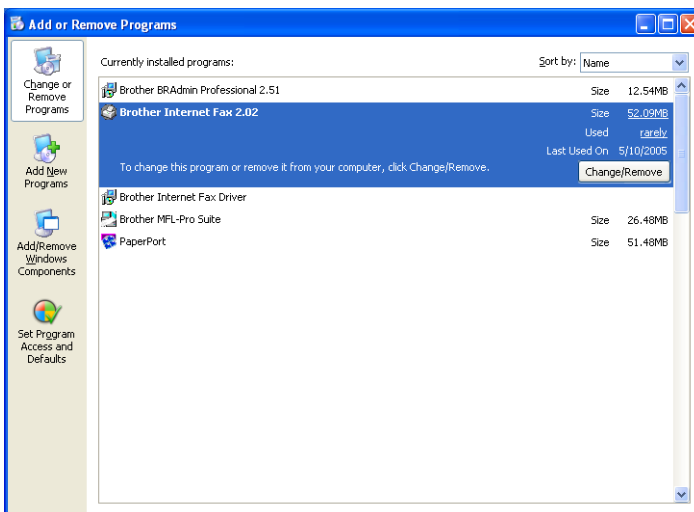 Add or Remove Programs
Change or
Remove
Programs
Add New
Programs
Add/Remove
Windows
Components
Set Program
Access and
Defaults
Currently installed programs:
Sort by: Name
Brother BRAdmin Professional 2.51 Size 12.54MB
Brother Internet Fax 2.02 Size 52.09MB
Used rarely
Last Used On 5/10/2005
To change this program or remove it from your computer, click Change/Remove. Change/Remove
Brother Internet Fax Driver
Brother MFL-Pro Suite Size 26.48MB
PaperPort Size 51.48MB